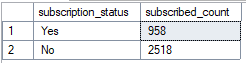 subscription_status subscribed_count
1 Yes 958
2 No 2518